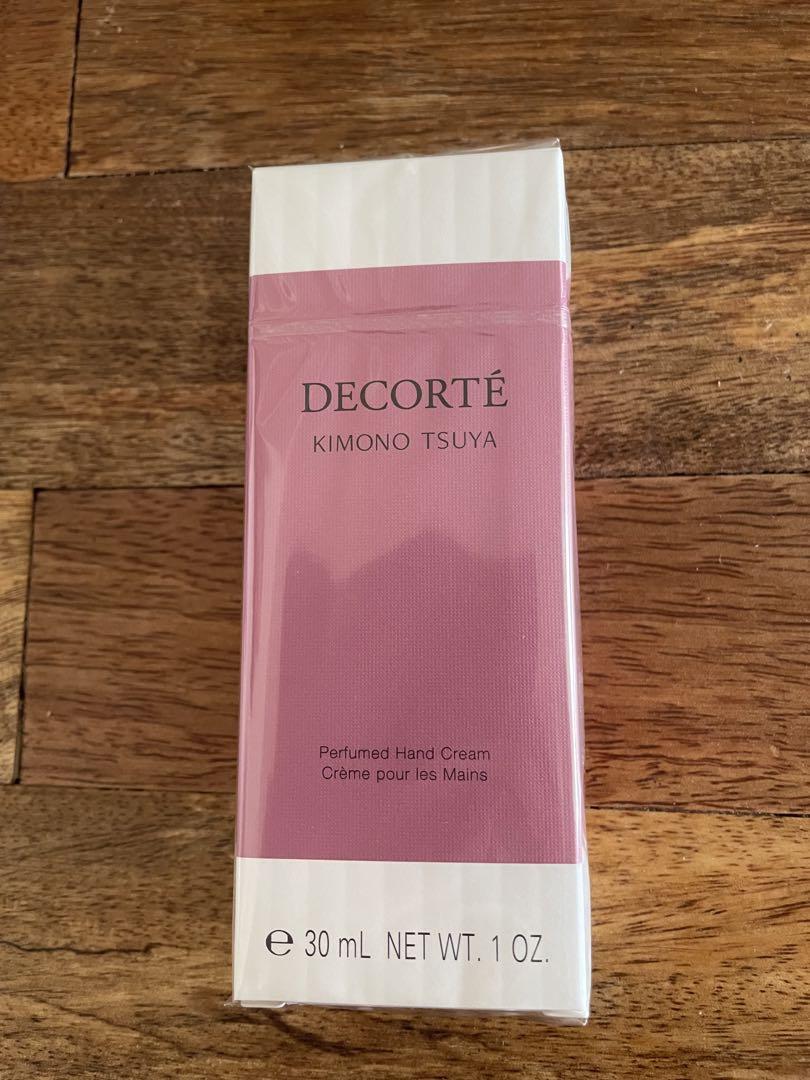 DECORTÉ
KIMONO TSUYA
Perfumed Hand Cream
Crème pour les Mains
℮ 30 mL NET WT. 1 OZ.